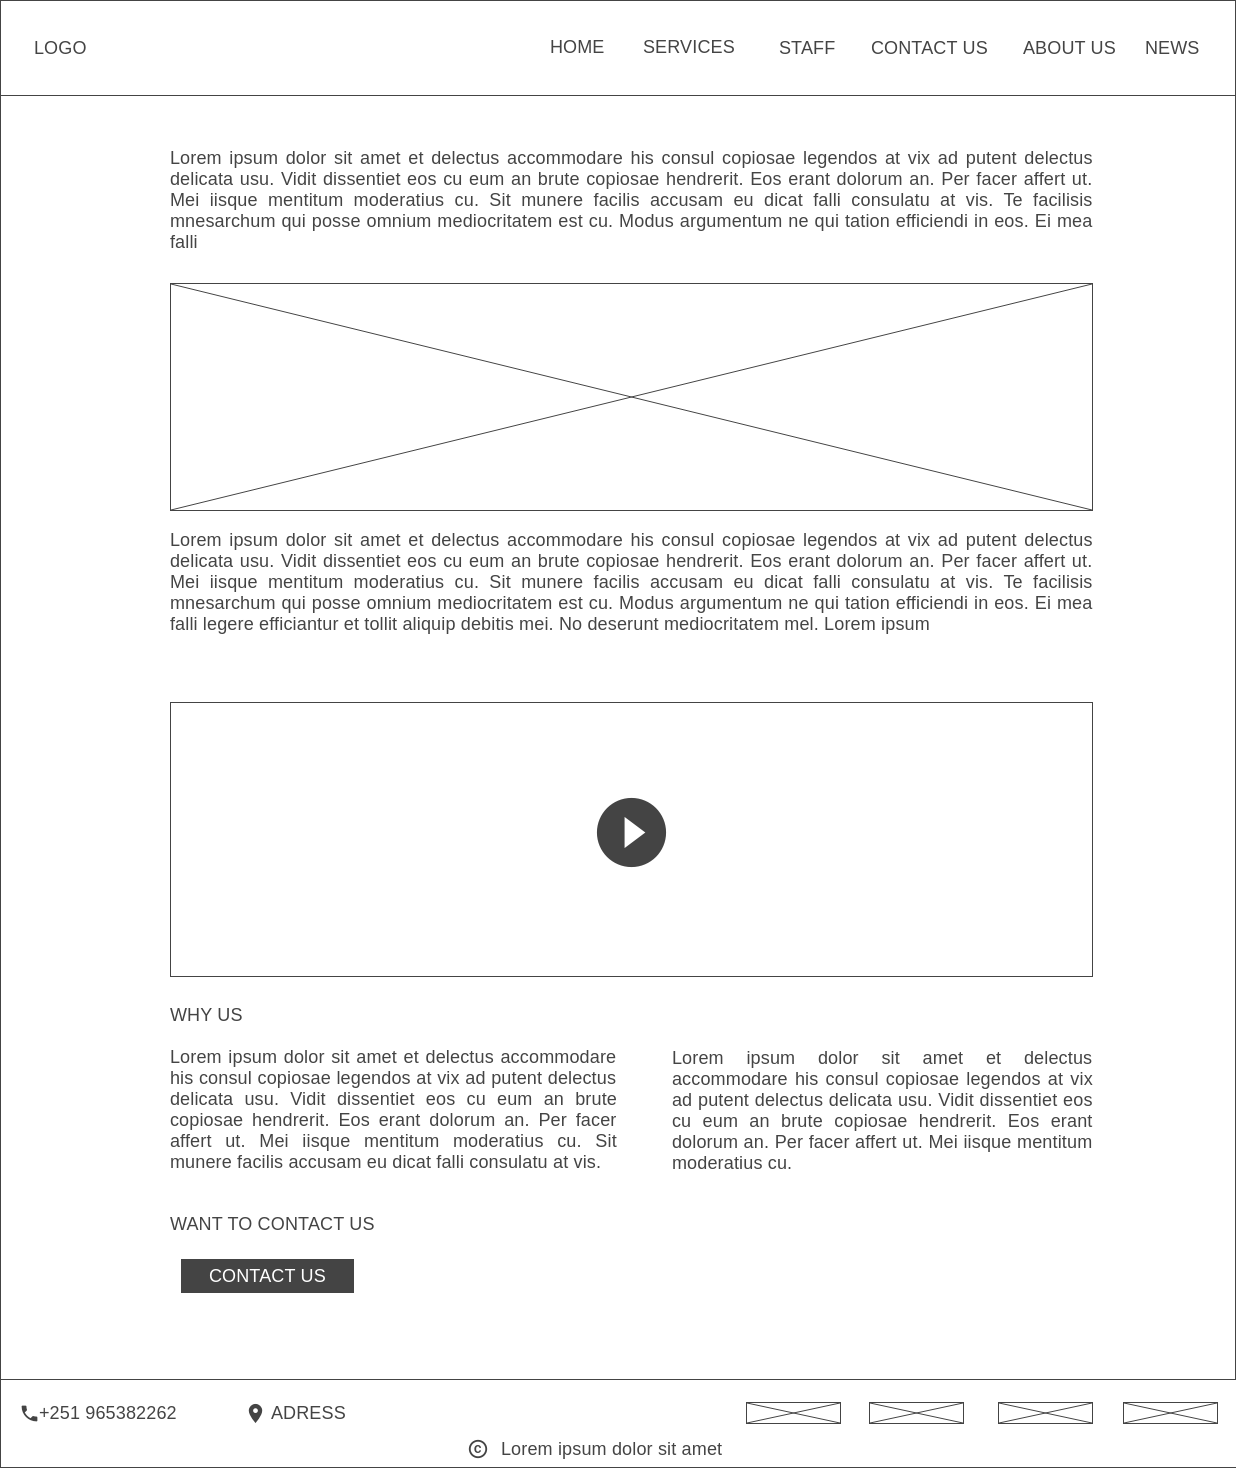 LOGO HOME SERVICES STAFF CONTACT US ABOUT US NEWS
Lorem ipsum dolor sit amet et delectus accommodare his consul copiosae legendos at vix ad putent delectus
delicata usu. Vidit dissentiet eos cu eum an brute copiosae hendrerit. Eos erant dolorum an. Per facer affert ut.
Mei iisque mentitum moderatius cu. Sit munere facilis accusam eu dicat falli consulatu at vis. Te facilisis
mnesarchum qui posse omnium mediocritatem est cu. Modus argumentum ne qui tation efficiendi in eos. Ei mea
falli
Lorem ipsum dolor sit amet et delectus accommodare his consul copiosae legendos at vix ad putent delectus
delicata usu. Vidit dissentiet eos cu eum an brute copiosae hendrerit. Eos erant dolorum an. Per facer affert ut.
Mei iisque mentitum moderatius cu. Sit munere facilis accusam eu dicat falli consulatu at vis. Te facilisis
mnesarchum qui posse omnium mediocritatem est cu. Modus argumentum ne qui tation efficiendi in eos. Ei mea
falli legere efficiantur et tollit aliquip debitis mei. No deserunt mediocritatem mel. Lorem ipsum
WHY US
Lorem ipsum dolor sit amet et delectus accommodare
his consul copiosae legendos at vix ad putent delectus
delicata usu. Vidit dissentiet eos cu eum an brute
copiosae hendrerit. Eos erant dolorum an. Per facer
affert ut. Mei iisque mentitum moderatius cu. Sit
munere facilis accusam eu dicat falli consulatu at vis.
Lorem ipsum dolor sit amet et delectus
accommodare his consul copiosae legendos at vix
ad putent delectus delicata usu. Vidit dissentiet eos
cu eum an brute copiosae hendrerit. Eos erant
dolorum an. Per facer affert ut. Mei iisque mentitum
moderatius cu.
WANT TO CONTACT US
CONTACT US
+251 965382262 ADRESS
© Lorem ipsum dolor sit amet